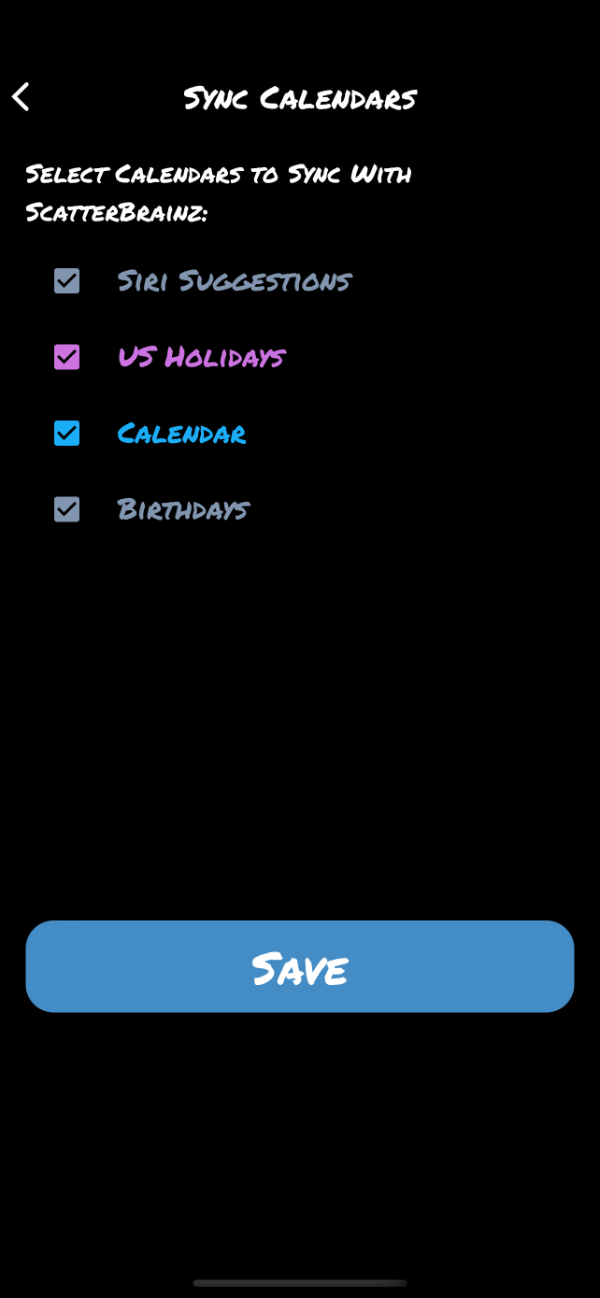 Sync Calendars
Select Calendars to Sync With
ScatterBrainz:
Siri Suggestions
US Holidays
Calendar
Birthdays
Save